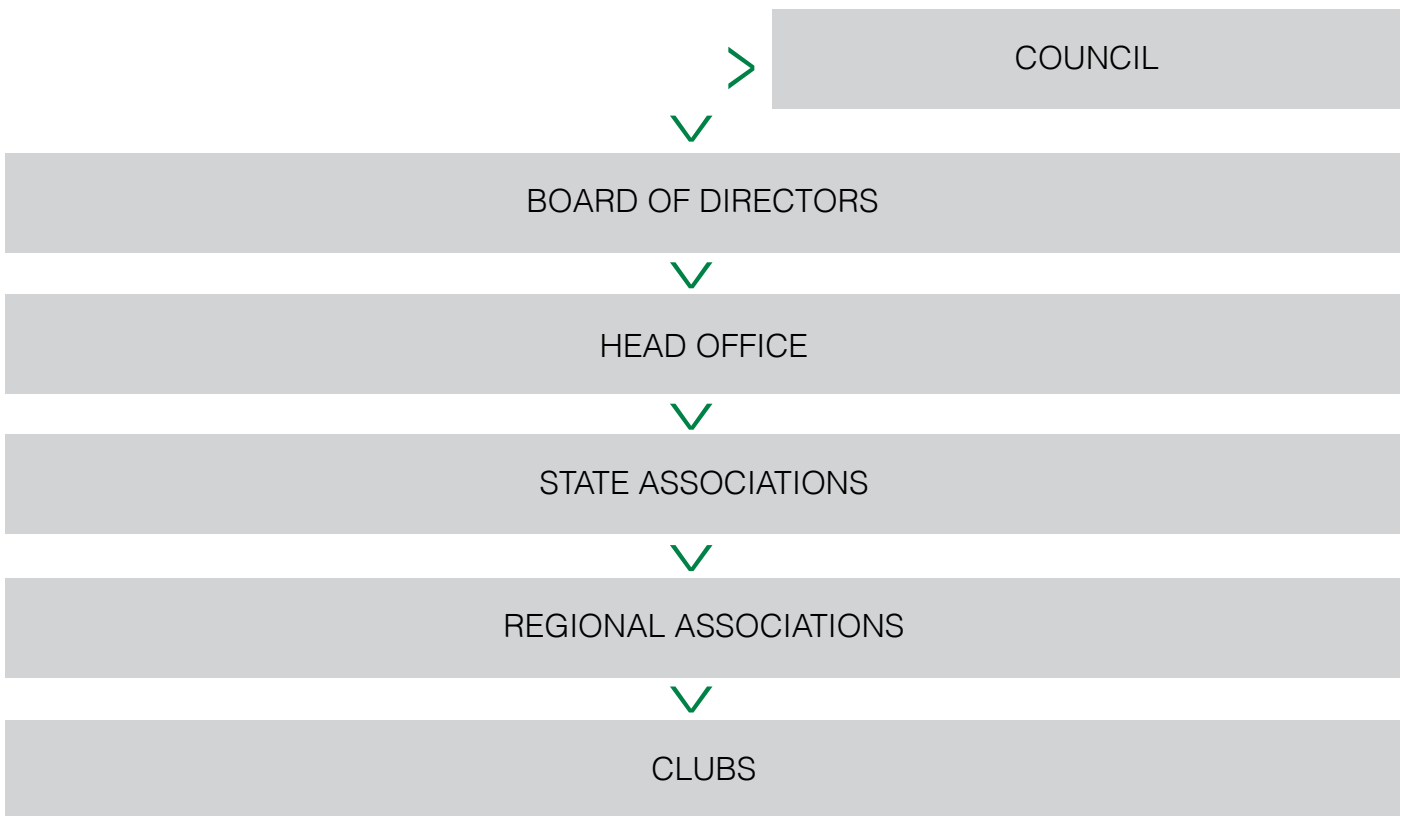 COUNCIL
BOARD OF DIRECTORS
HEAD OFFICE
STATE ASSOCIATIONS
REGIONAL ASSOCIATIONS
CLUBS